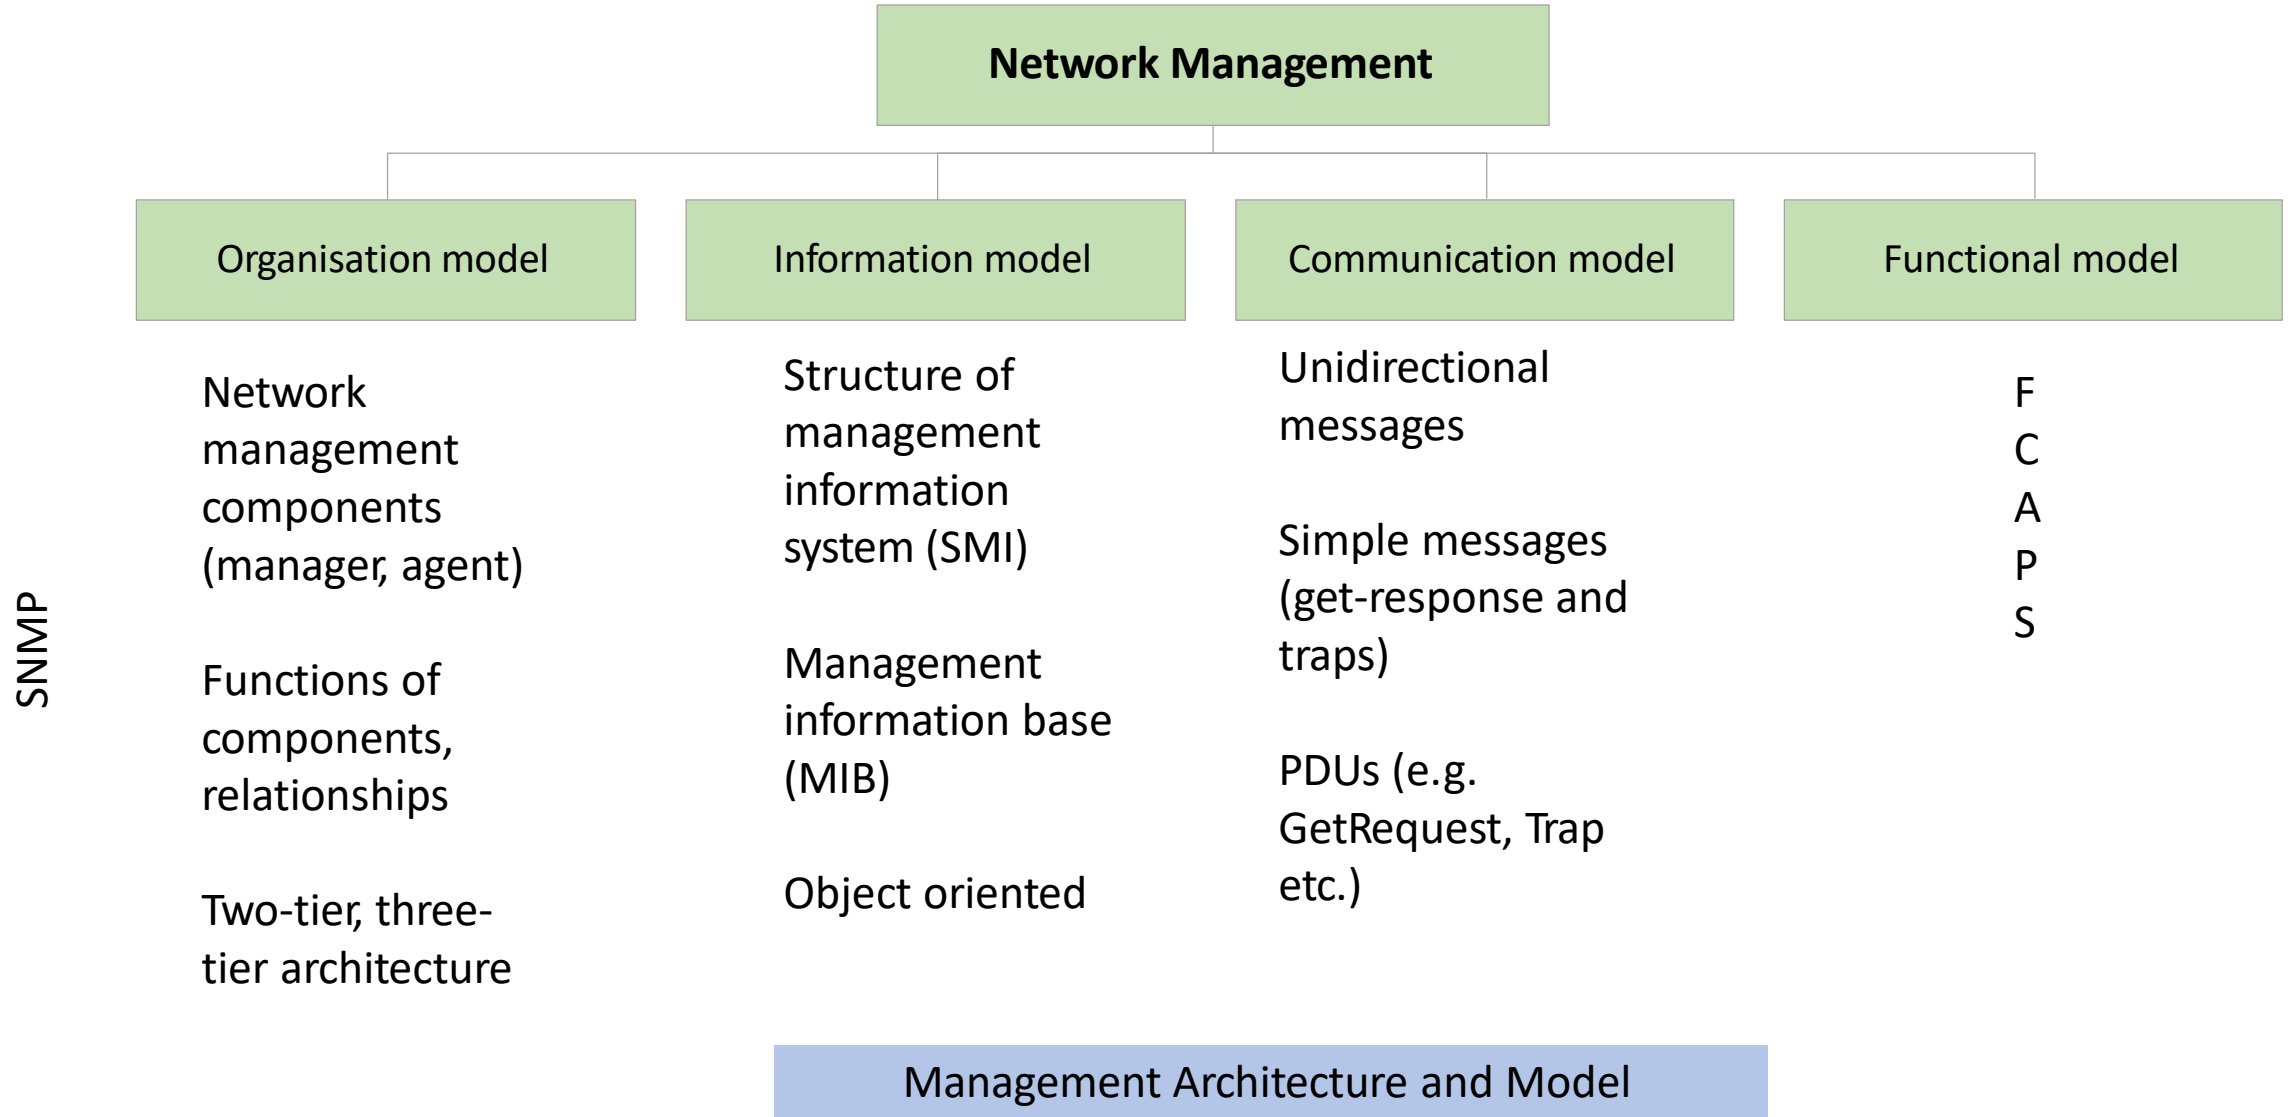 Network Management
Organisation model
Information model
Communication model
Functional model
SNMP
Network
management
components
(manager, agent)
Functions of
components,
relationships
Two-tier, three-
tier architecture
Structure of
management
information
system (SMI)
Management
information base
(MIB)
Object oriented
Unidirectional
messages
Simple messages
(get-response and
traps)
PDUs (e.g.
GetRequest, Trap
etc.)
F
C
A
P
S
Management Architecture and Model